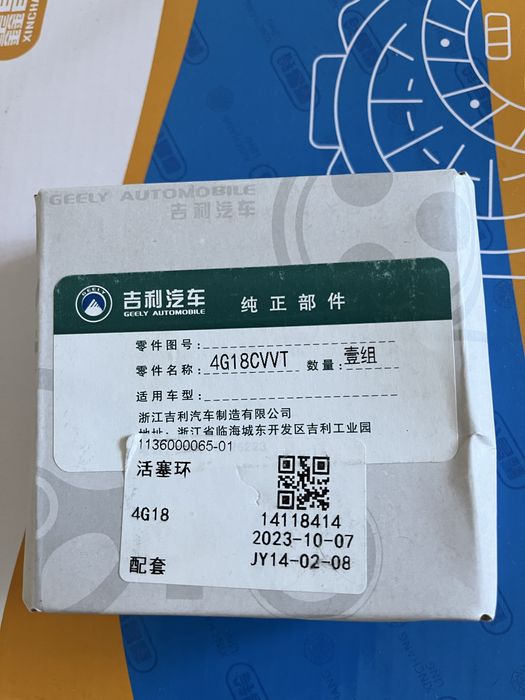 XINCHANG
GEELY AUTOMOBILE
吉利汽车
GEELY
吉利汽车 纯正部件
GEELY AUTOMOBILE
零件图号:
零件名称: 4G18CVVT 数量: 壹组
适用车型:
浙江吉利汽车制造有限公司
地址: 浙江省临海城东开发区吉利工业园
1136000065-01
活塞环
4G18 14118414
2023-10-07
配套 JY14-02-08